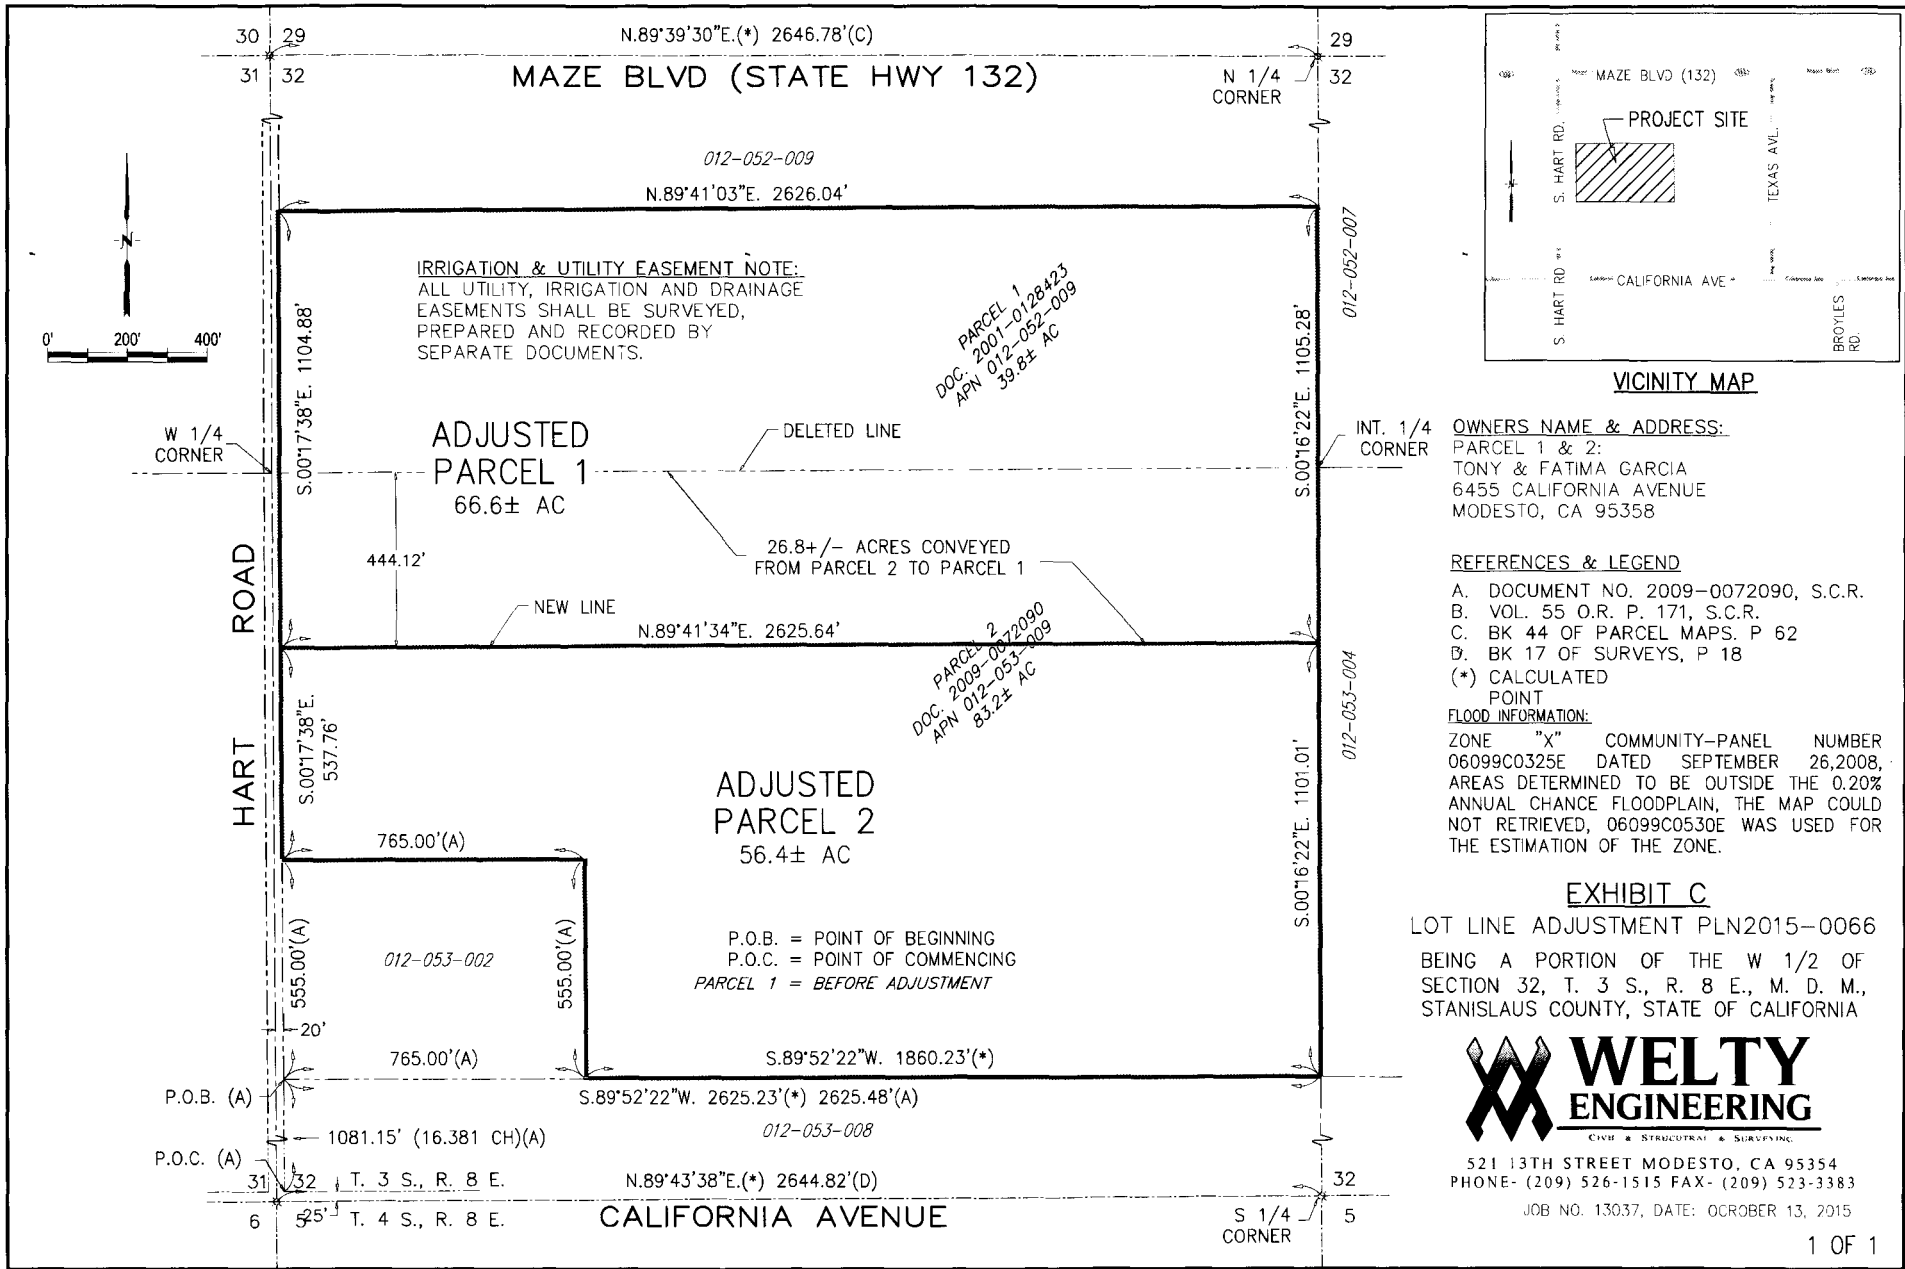 30 29
31 32
N.89°39'30"E.(*) 2646.78'(C)
MAZE BLVD (STATE HWY 132)
29
32
N 1/4
CORNER
012-052-009
N.89°41'03"E. 2626.04'
N
0' 200' 400'
IRRIGATION & UTILITY EASEMENT NOTE:
ALL UTILITY, IRRIGATION AND DRAINAGE
EASEMENTS SHALL BE SURVEYED,
PREPARED AND RECORDED BY
SEPARATE DOCUMENTS.
PARCEL 1
DOC. 2001-0128423
APN 012-052-009
39.8± AC
S.00°17'38"E. 1104.88'
S.00°16'22"E. 1105.28'
012-052-007
W 1/4
CORNER
ADJUSTED
PARCEL 1
66.6± AC
DELETED LINE
INT. 1/4
CORNER
444.12'
26.8+/- ACRES CONVEYED
FROM PARCEL 2 TO PARCEL 1
NEW LINE
N.89°41'34"E. 2625.64'
HART ROAD
PARCEL 2
DOC. 2009-0072090
APN 012-053-009
83.2± AC
S.00°17'38"E.
537.76'
012-053-004
S.00°16'22"E. 1101.01'
ADJUSTED
PARCEL 2
56.4± AC
765.00'(A)
555.00'(A)
012-053-002
555.00'(A)
P.O.B. = POINT OF BEGINNING
P.O.C. = POINT OF COMMENCING
PARCEL 1 = BEFORE ADJUSTMENT
20'
765.00'(A)
S.89°52'22"W. 1860.23'(*)
P.O.B. (A)
S.89°52'22"W. 2625.23'(*) 2625.48'(A)
1081.15' (16.381 CH)(A)
012-053-008
P.O.C. (A)
31 32 T. 3 S., R. 8 E.
N.89°43'38"E.(*) 2644.82'(D)
6 5 25' T. 4 S., R. 8 E.
CALIFORNIA AVENUE
S 1/4
CORNER
32
5
MAZE BLVD (132)
PROJECT SITE
S. HART RD.
TEXAS AVE.
S. HART RD
CALIFORNIA AVE
BROYLES
RD.
VICINITY MAP
OWNERS NAME & ADDRESS:
PARCEL 1 & 2:
TONY & FATIMA GARCIA
6455 CALIFORNIA AVENUE
MODESTO, CA 95358
REFERENCES & LEGEND
A. DOCUMENT NO. 2009-0072090, S.C.R.
B. VOL. 55 O.R. P. 171, S.C.R.
C. BK 44 OF PARCEL MAPS. P 62
D. BK 17 OF SURVEYS, P 18
(*) CALCULATED
POINT
FLOOD INFORMATION:
ZONE "X" COMMUNITY-PANEL NUMBER
06099C0325E DATED SEPTEMBER 26,2008,
AREAS DETERMINED TO BE OUTSIDE THE 0.20%
ANNUAL CHANCE FLOODPLAIN, THE MAP COULD
NOT RETRIEVED, 06099C0530E WAS USED FOR
THE ESTIMATION OF THE ZONE.
EXHIBIT C
LOT LINE ADJUSTMENT PLN2015-0066
BEING A PORTION OF THE W 1/2 OF
SECTION 32, T. 3 S., R. 8 E., M. D. M.,
STANISLAUS COUNTY, STATE OF CALIFORNIA
WELTY
ENGINEERING
CIVIL & STRUCUTRAL & SURVEYING
521 13TH STREET MODESTO, CA 95354
PHONE- (209) 526-1515 FAX- (209) 523-3383
JOB NO. 13037, DATE: OCROBER 13, 2015
1 OF 1